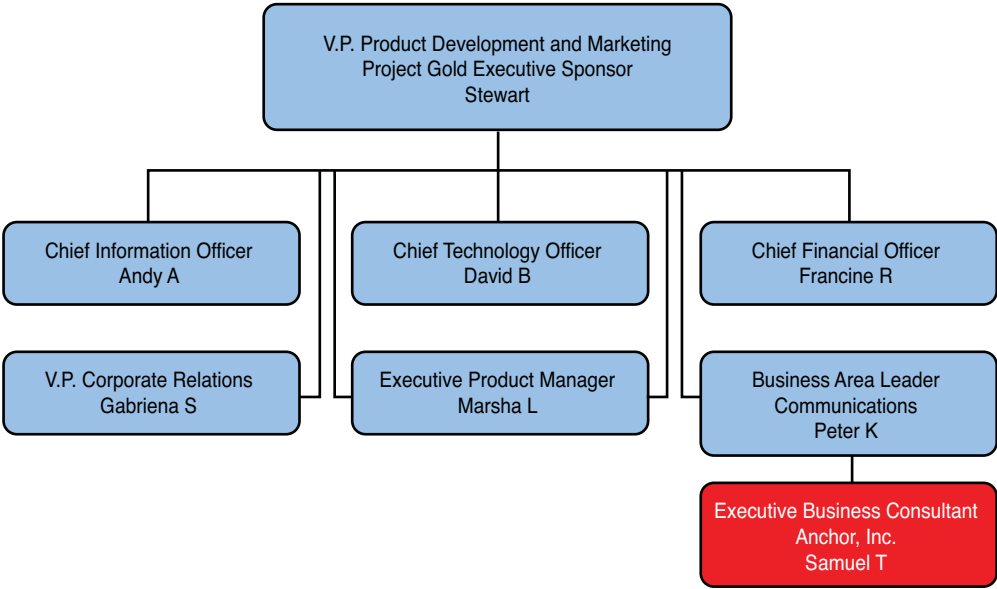 V.P. Product Development and Marketing
Project Gold Executive Sponsor
Stewart
Chief Information Officer
Andy A
Chief Technology Officer
David B
Chief Financial Officer
Francine R
V.P. Corporate Relations
Gabriena S
Executive Product Manager
Marsha L
Business Area Leader
Communications
Peter K
Executive Business Consultant
Anchor, Inc.
Samuel T